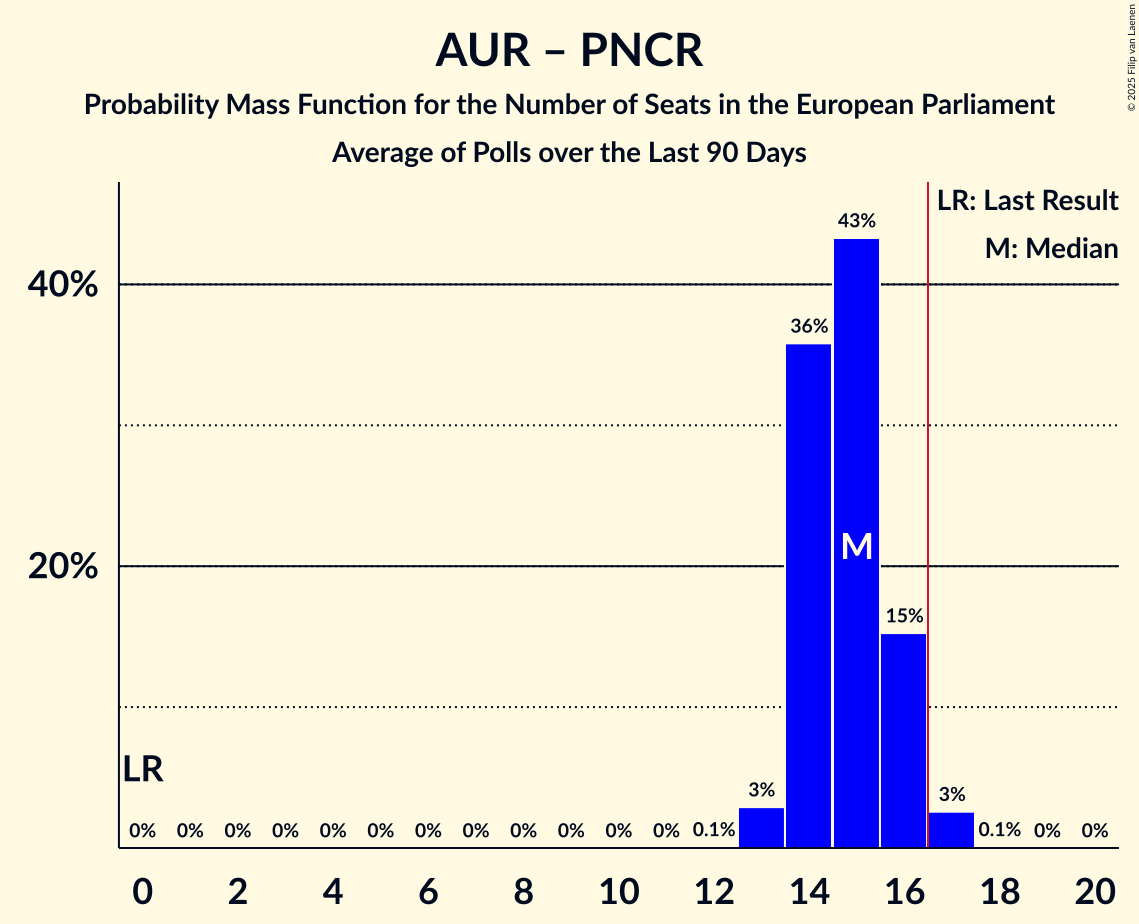 AUR – PNCR
Probability Mass Function for the Number of Seats in the European Parliament
Average of Polls over the Last 90 Days
© 2025 Filip van Laenen
LR: Last Result
M: Median
43%
40%
36%
M
20%
15%
LR
3%
3%
0% 0% 0% 0% 0% 0% 0% 0% 0% 0% 0% 0% 0.1% 0.1% 0% 0%
0 2 4 6 8 10 12 14 16 18 20